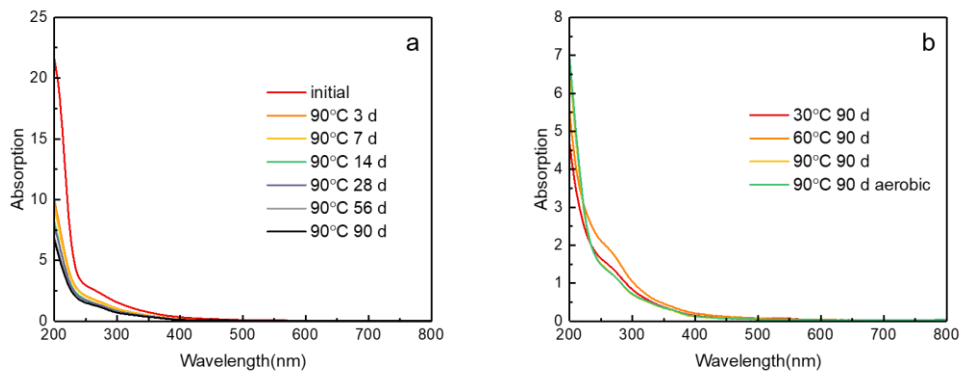 a
25
20
15
10
5
0
Absorption
initial
90°C 3 d
90°C 7 d
90°C 14 d
90°C 28 d
90°C 56 d
90°C 90 d
200 300 400 500 600 700 800
Wavelength(nm)
b
8
7
6
5
4
3
2
1
0
Absorption
30°C 90 d
60°C 90 d
90°C 90 d
90°C 90 d aerobic
200 300 400 500 600 700 800
Wavelength(nm)